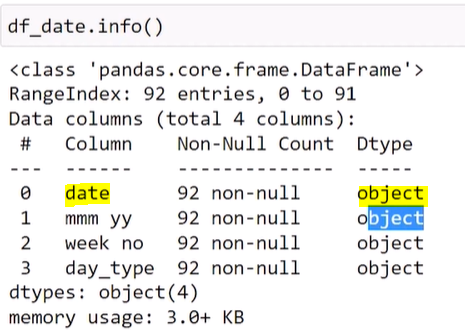 df_date.info()
<class 'pandas.core.frame.DataFrame'>
RangeIndex: 92 entries, 0 to 91
Data columns (total 4 columns):
 #   Column    Non-Null Count  Dtype
---  ------    --------------  -----
 0   date      92 non-null     object
 1   mmm yy    92 non-null     object
 2   week no   92 non-null     object
 3   day_type  92 non-null     object
dtypes: object(4)
memory usage: 3.0+ KB